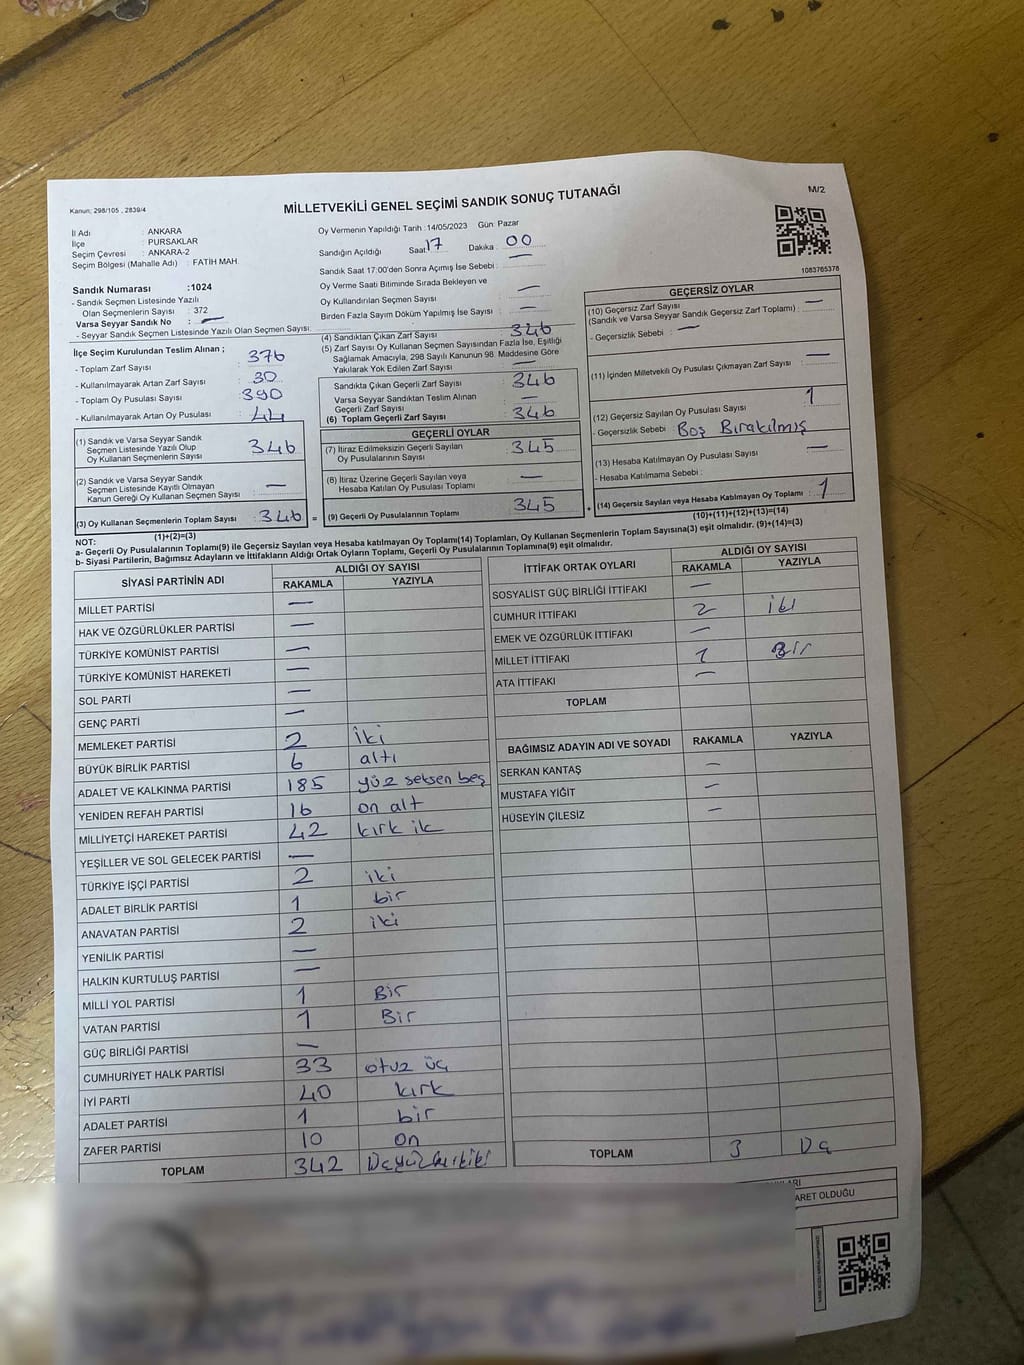 Kanun: 298/105 , 2839/4
MİLLETVEKİLİ GENEL SEÇİMİ SANDIK SONUÇ TUTANAĞI
M/2
İl Adı : ANKARA
İlçe : PURSAKLAR
Seçim Çevresi : ANKARA-2
Seçim Bölgesi (Mahalle Adı) : FATİH MAH.
Oy Vermenin Yapıldığı Tarih :14/05/2023 Gün: Pazar
Sandığın Açıldığı Saat 17 Dakika : 00
Sandık Saat 17:00'den Sonra Açımış İse Sebebi : —
Oy Verme Saati Bitiminde Sırada Bekleyen ve
Oy Kullandırılan Seçmen Sayısı —
Birden Fazla Sayım Döküm Yapılmış İse Sayısı : —
1083765378
Sandık Numarası :1024
- Sandık Seçmen Listesinde Yazılı
Olan Seçmenlerin Sayısı : 372
Varsa Seyyar Sandık No : —
- Seyyar Sandık Seçmen Listesinde Yazılı Olan Seçmen Sayısı:
İlçe Seçim Kurulundan Teslim Alınan ;
- Toplam Zarf Sayısı : 376
- Kullanılmayarak Artan Zarf Sayısı : 30
- Toplam Oy Pusulası Sayısı : 390
- Kullanılmayarak Artan Oy Pusulası : 44
(1) Sandık ve Varsa Seyyar Sandık
Seçmen Listesinde Yazılı Olup
Oy Kullanan Seçmenlerin Sayısı : 346
(2) Sandık ve Varsa Seyyar Sandık
Seçmen Listesinde Kayıtlı Olmayan
Kanun Gereği Oy Kullanan Seçmen Sayısı : —
(3) Oy Kullanan Seçmenlerin Toplam Sayısı : 346
(1)+(2)=(3)
(4) Sandıktan Çıkan Zarf Sayısı : 346
(5) Zarf Sayısı Oy Kullanan Seçmen Sayısından Fazla İse, Eşitliği
Sağlamak Amacıyla, 298 Sayılı Kanunun 98. Maddesine Göre
Yakılarak Yok Edilen Zarf Sayısı : —
Sandıkta Çıkan Geçerli Zarf Sayısı : 346
Varsa Seyyar Sandıktan Teslim Alınan
Geçerli Zarf Sayısı : —
(6) Toplam Geçerli Zarf Sayısı : 346
GEÇERLİ OYLAR
(7) İtiraz Edilmeksizin Geçerli Sayılan
Oy Pusulalarının Sayısı : 345
(8) İtiraz Üzerine Geçerli Sayılan veya
Hesaba Katılan Oy Pusulası Toplamı : —
= (9) Geçerli Oy Pusulalarının Toplamı : 345
GEÇERSİZ OYLAR
(10) Geçersiz Zarf Sayısı
(Sandık ve Varsa Seyyar Sandık Geçersiz Zarf Toplamı) : —
- Geçersizlik Sebebi : —
(11) İçinden Milletvekili Oy Pusulası Çıkmayan Zarf Sayısı : —
(12) Geçersiz Sayılan Oy Pusulası Sayısı : 1
- Geçersizlik Sebebi : Boş Bırakılmış
(13) Hesaba Katılmayan Oy Pusulası Sayısı : —
- Hesaba Katılmama Sebebi :
+ (14) Geçersiz Sayılan veya Hesaba Katılmayan Oy Toplamı : 1
(10)+(11)+(12)+(13)=(14)
NOT:
a- Geçerli Oy Pusulalarının Toplamı(9) ile Geçersiz Sayılan veya Hesaba Katılmayan Oy Toplamı(14) Toplamları, Oy Kullanan Seçmenlerin Toplam Sayısına(3) eşit olmalıdır. (9)+(14)=(3)
b- Siyasi Partilerin, Bağımsız Adayların ve İttifakların Aldığı Ortak Oyların Toplamı, Geçerli Oy Pusulalarının Toplamına(9) eşit olmalıdır.
SİYASİ PARTİNİN ADI ALDIĞI OY SAYISI
RAKAMLA YAZIYLA
MİLLET PARTİSİ —
HAK VE ÖZGÜRLÜKLER PARTİSİ —
TÜRKİYE KOMÜNİST PARTİSİ —
TÜRKİYE KOMÜNİST HAREKETİ —
SOL PARTİ —
GENÇ PARTİ —
MEMLEKET PARTİSİ 2 iki
BÜYÜK BİRLİK PARTİSİ 6 altı
ADALET VE KALKINMA PARTİSİ 185 yüz seksen beş
YENİDEN REFAH PARTİSİ 16 on alt
MİLLİYETÇİ HAREKET PARTİSİ 42 kırk ik
YEŞİLLER VE SOL GELECEK PARTİSİ —
TÜRKİYE İŞÇİ PARTİSİ 2 iki
ADALET BİRLİK PARTİSİ 1 bir
ANAVATAN PARTİSİ 2 iki
YENİLİK PARTİSİ —
HALKIN KURTULUŞ PARTİSİ —
MİLLİ YOL PARTİSİ 1 Bir
VATAN PARTİSİ 1 Bir
GÜÇ BİRLİĞİ PARTİSİ —
CUMHURİYET HALK PARTİSİ 33 otuz üç
İYİ PARTİ 40 kırk
ADALET PARTİSİ 1 bir
ZAFER PARTİSİ 10 on
TOPLAM 342
İTTİFAK ORTAK OYLARI ALDIĞI OY SAYISI
RAKAMLA YAZIYLA
SOSYALİST GÜÇ BİRLİĞİ İTTİFAKI —
CUMHUR İTTİFAKI 2 iki
EMEK VE ÖZGÜRLÜK İTTİFAKI —
MİLLET İTTİFAKI 1 Bir
ATA İTTİFAKI —
TOPLAM
BAĞIMSIZ ADAYIN ADI VE SOYADI RAKAMLA YAZIYLA
SERKAN KANTAŞ —
MUSTAFA YİĞİT —
HÜSEYİN ÇİLESİZ —
TOPLAM 3 Üç
ARET OLDUĞU